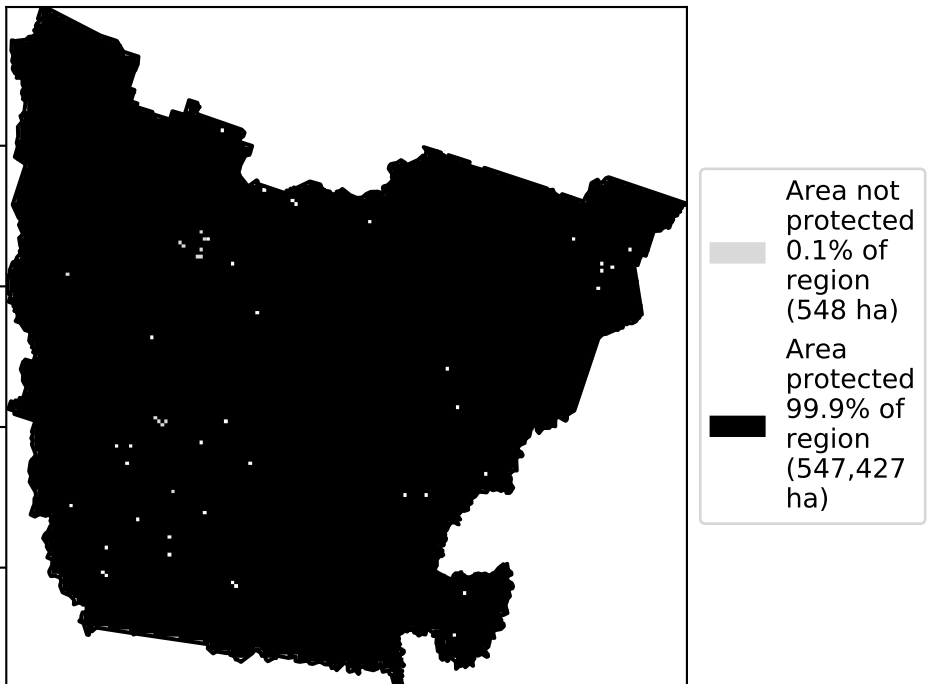 Area not
protected
0.1% of
region
(548 ha)
Area
protected
99.9% of
region
(547,427
ha)